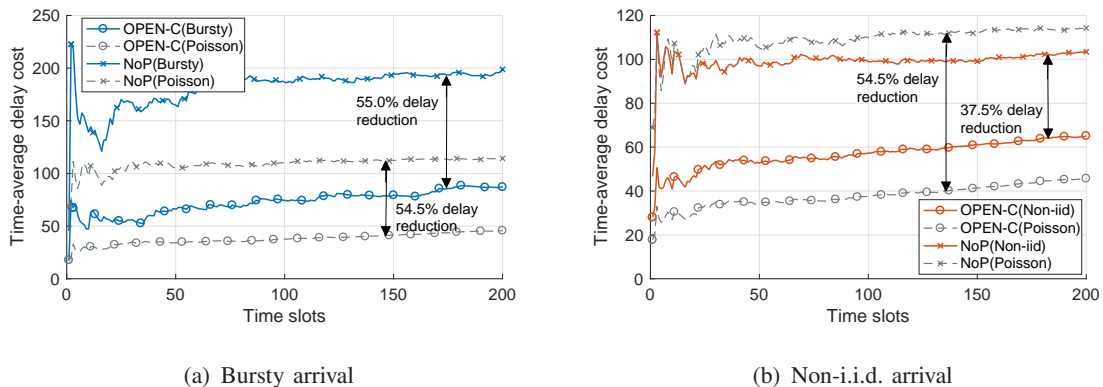 OPEN-C(Bursty)
OPEN-C(Poisson)
NoP(Bursty)
NoP(Poisson)
250
200
150
100
50
0
Time-average delay cost
55.0% delay
reduction
54.5% delay
reduction
0
50
100
150
200
Time slots
(a) Bursty arrival
120
100
80
60
40
20
0
Time-average delay cost
54.5% delay
reduction
37.5% delay
reduction
OPEN-C(Non-iid)
OPEN-C(Poisson)
NoP(Non-iid)
NoP(Poisson)
0
50
100
150
200
Time slots
(b) Non-i.i.d. arrival